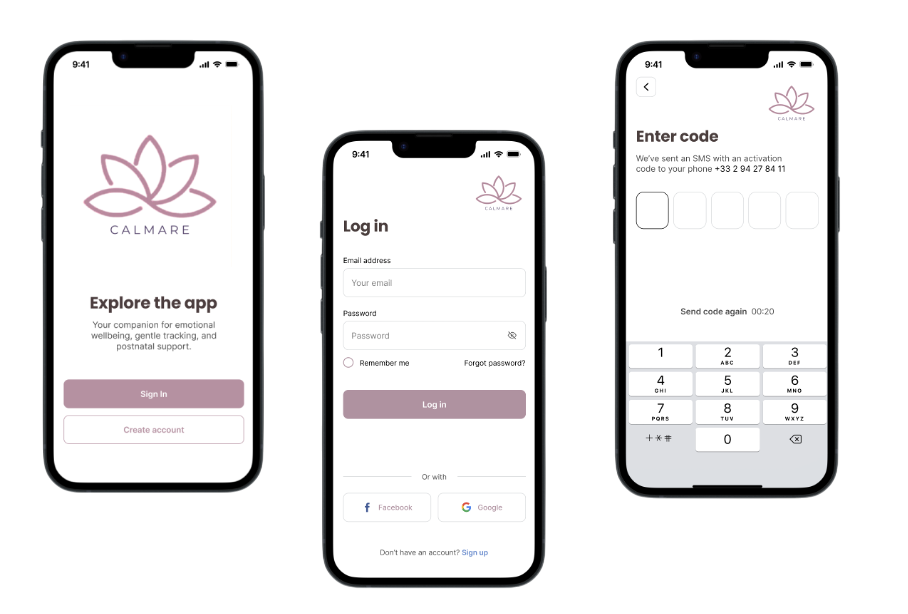 9:41
CALMARE
Explore the app
Your companion for emotional
wellbeing, gentle tracking, and
postnatal support.
Sign In
Create account
9:41
CALMARE
Log in
Email address
Your email
Password
Password
Remember me
Forgot password?
Log in
Or with
Facebook
Google
Don't have an account? Sign up
9:41
CALMARE
Enter code
We've sent an SMS with an activation
code to your phone +33 2 94 27 84 11
Send code again 00:20
1
2 ABC
3 DEF
4 GHI
5 JKL
6 MNO
7 PQRS
8 TUV
9 WXYZ
+*#
0